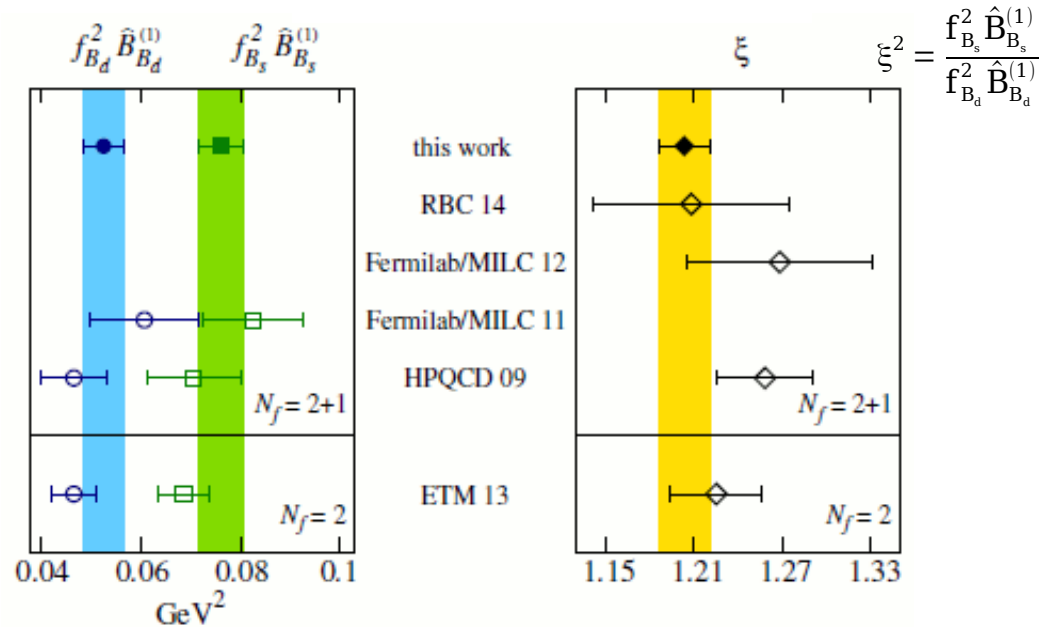 f²_{B_d} B̂^{(1)}_{B_d} f²_{B_s} B̂^{(1)}_{B_s} ξ ξ² = \frac{f²_{B_s} B̂^{(1)}_{B_s}}{f²_{B_d} B̂^{(1)}_{B_d}}
this work
RBC 14
Fermilab/MILC 12
Fermilab/MILC 11
HPQCD 09
N_f = 2+1 N_f = 2+1
ETM 13
N_f = 2 N_f = 2
0.04 0.06 0.08 0.1 1.15 1.21 1.27 1.33
GeV²